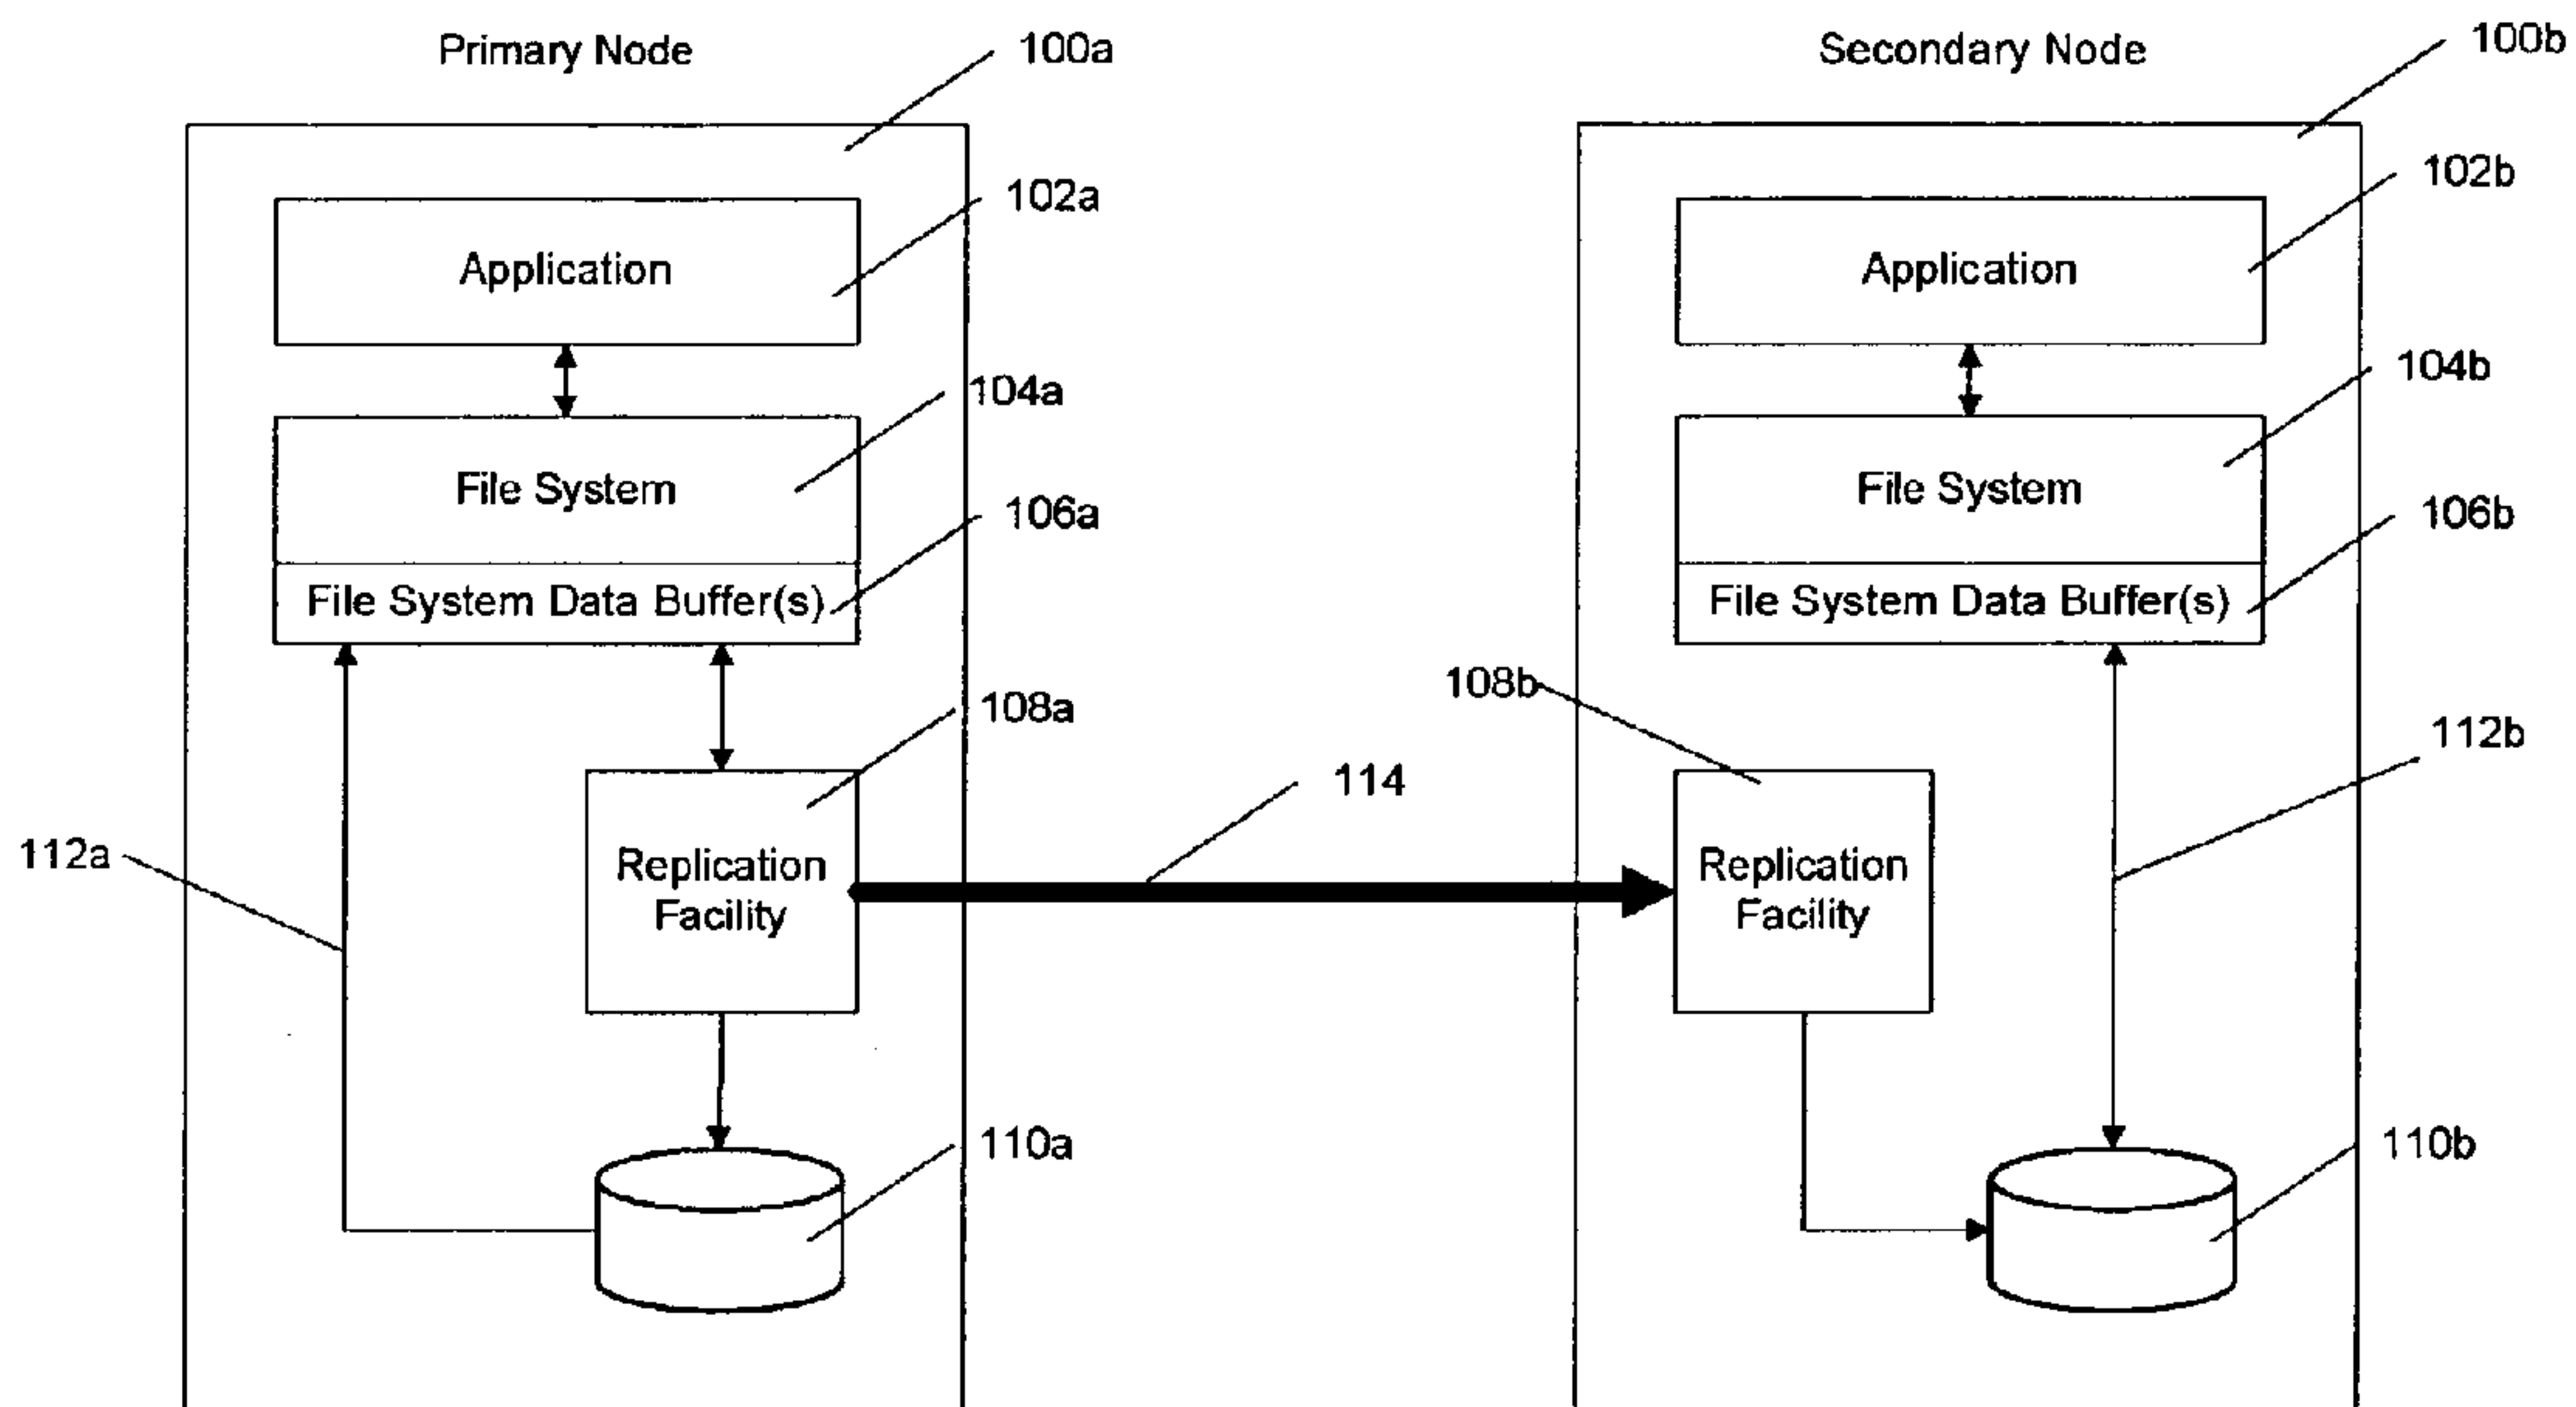 Primary Node
100a
Secondary Node
100b
102a
102b
Application
Application
104a
104b
File System
File System
106a
106b
File System Data Buffer(s)
File System Data Buffer(s)
108a
108b
112b
114
112a
Replication
Facility
Replication
Facility
110a
110b